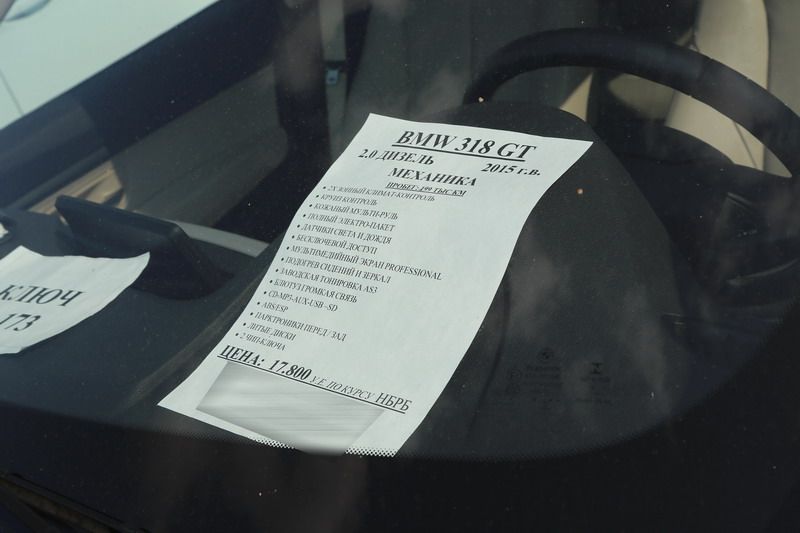 BMW 318 GT
2.0 ДИЗЕЛЬ 2015 г.в.
МЕХАНИКА
ПРОБЕГ: 199 ТЫС КМ
• 2Х ЗОННЫЙ КЛИМАТ-КОНТРОЛЬ
• КРУИЗ КОНТРОЛЬ
• КОЖАНЫЙ МУЛЬТИ-РУЛЬ
• ПОЛНЫЙ ЭЛЕКТРО-ПАКЕТ
• ДАТЧИКИ СВЕТА И ДОЖДЯ
• БЕСКЛЮЧЕВОЙ ДОСТУП
• МУЛЬТИМЕДИЙНЫЙ ЭКРАН PROFESSIONAL
• ПОДОГРЕВ СИДЕНИЙ И ЗЕРКАЛ
• ЗАВОДСКАЯ ТОНИРОВКА AS3
• БЛЮТУЗ ГРОМКАЯ СВЯЗЬ
• CD-MP3-AUX-USB-SD
• ABS/ESP
• ПАРКТРОНИКИ ПЕРЕД / ЗАД
• ЛИТЫЕ ДИСКИ
• 2 ЧИП-КЛЮЧА
ЦЕНА: 17.800 У.Е ПО КУРСУ НБРБ
КЛЮЧ
173